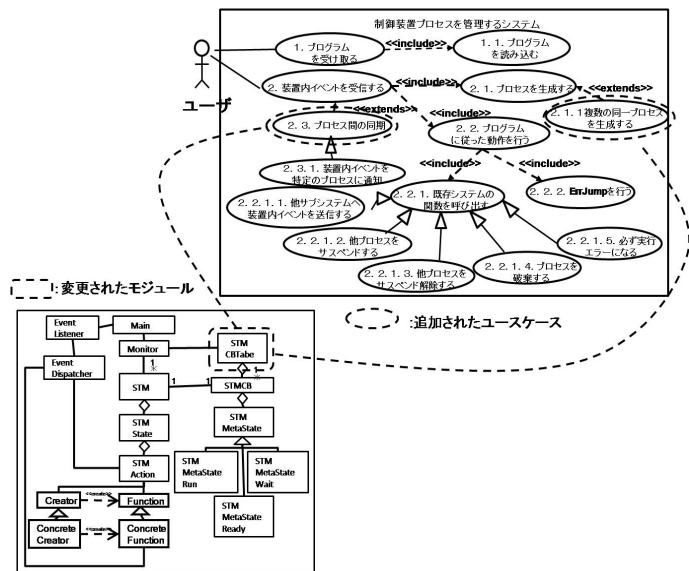 制御装置プロセスを管理するシステム
1. プログラム
を受け取る
<<include>>
1. 1. プログラム
を読み込む
ユーザ
2. 装置内イベントを受信する
<<include>>
2. 1. プロセスを生成する
<<extends>>
<<extends>>
<<include>>
2. 3. プロセス間の同期
2. 2. プログラム
に従った動作を行う
2. 1. 1 複数の同一プロセス
を生成する
<<include>>
<<include>>
2. 3. 1. 装置内イベントを
特定のプロセスに通知
2. 2. 1. 既存システムの
関数を呼び出す
2. 2. 2. ErrJumpを行う
2. 2. 1. 1. 他サブシステムへ
装置内イベントを送信する
2. 2. 1. 2. 他プロセスを
サスペンドする
2. 2. 1. 3. 他プロセスを
サスペンド解除する
2. 2. 1. 4. プロセスを
破棄する
2. 2. 1. 5. 必ず実行
エラーになる
: 変更されたモジュール
:追加されたユースケース
Event
Listener
Main
Monitor
STM
CBTabe
Event
Dispatcher
1
*
1
*
STM
1
1
STMCB
STM
State
STM
MetaState
STM
Action
STM
MetaState
Run
STM
MetaState
Wait
STM
MetaState
Ready
Creator
<<create>>
Function
Concrete
Creator
<<create>>
Concrete
Function